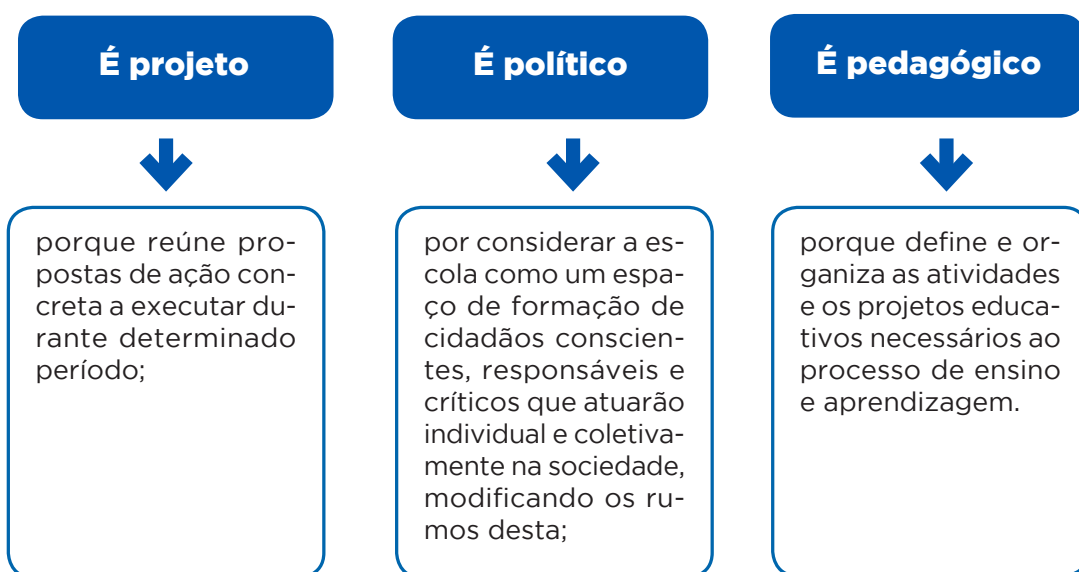 É projeto
porque reúne pro-
postas de ação con-
creta a executar du-
rante determinado
período;
É político
por considerar a es-
cola como um espa-
ço de formação de
cidadãos conscien-
tes, responsáveis e
críticos que atuarão
individual e coletiva-
mente na sociedade,
modificando os ru-
mos desta;
É pedagógico
porque define e or-
ganiza as atividades
e os projetos educa-
tivos necessários ao
processo de ensino
e aprendizagem.